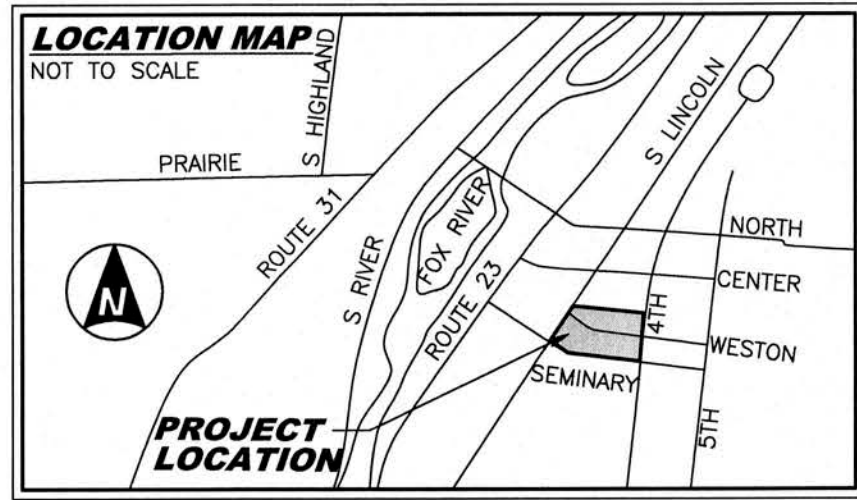 LOCATION MAP
NOT TO SCALE
S HIGHLAND
PRAIRIE
ROUTE 31
S RIVER
FOX RIVER
ROUTE 23
S LINCOLN
NORTH
CENTER
4TH
WESTON
SEMINARY
5TH
N
PROJECT
LOCATION